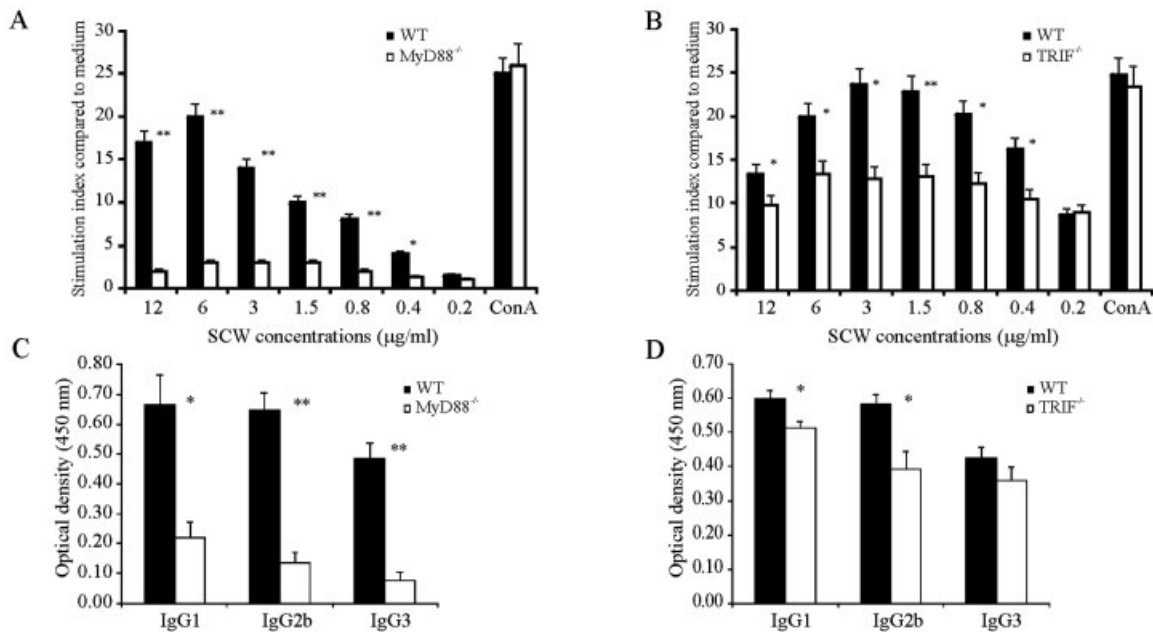 A
Stimulation index compared to medium
30
25
20
15
10
5
0
WT
MyD88-/-
**
**
**
**
**
*
12 6 3 1.5 0.8 0.4 0.2 ConA
SCW concentrations (μg/ml)
B
Stimulation index compared to medium
30
25
20
15
10
5
0
WT
TRIF-/-
*
*
*
**
*
*
12 6 3 1.5 0.8 0.4 0.2 ConA
SCW concentrations (μg/ml)
C
Optical density (450 nm)
0.80
0.70
0.60
0.50
0.40
0.30
0.20
0.10
0.00
WT
MyD88-/-
*
**
**
IgG1 IgG2b IgG3
D
Optical density (450 nm)
0.60
0.50
0.40
0.30
0.20
0.10
0.00
WT
TRIF-/-
*
*
IgG1 IgG2b IgG3